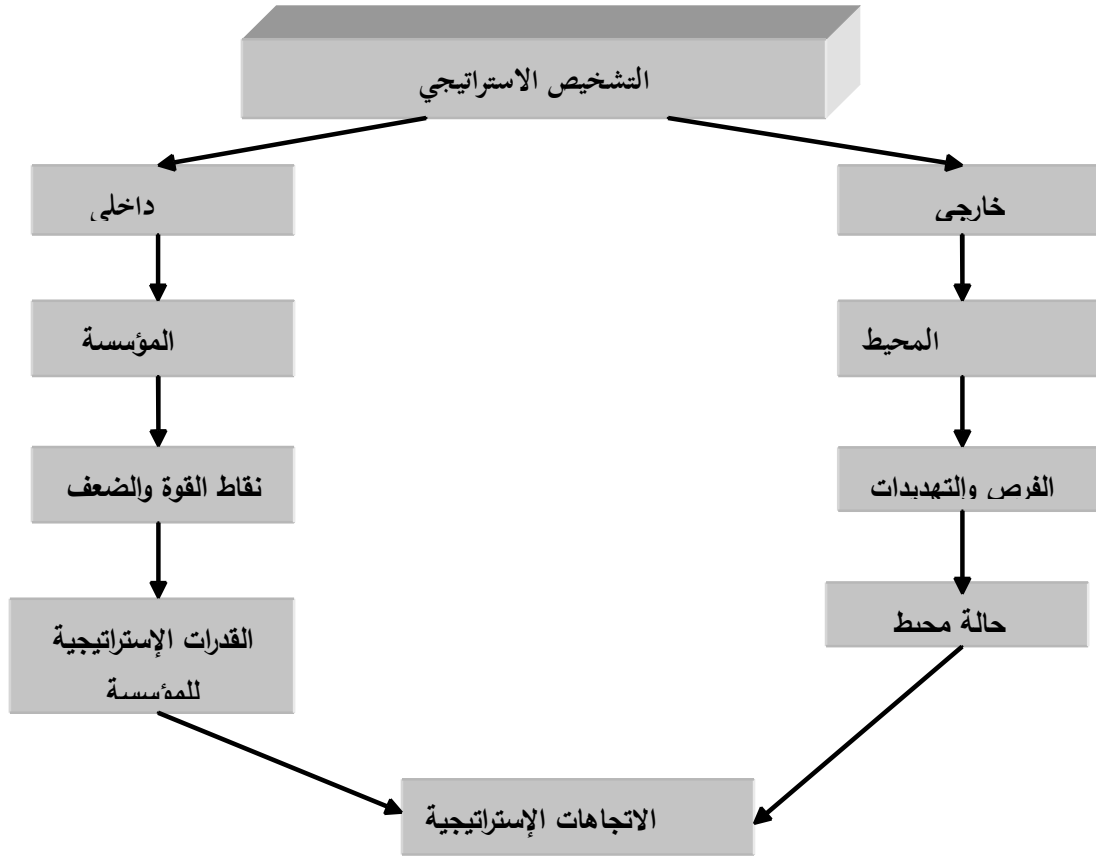 التشخيص الاستراتيجي
خارجي
داخلي
المحيط
المؤسسة
الفرص والتهديدات
نقاط القوة والضعف
حالة محيط
القدرات الإستراتيجية
للمؤسسة
الاتجاهات الإستراتيجية